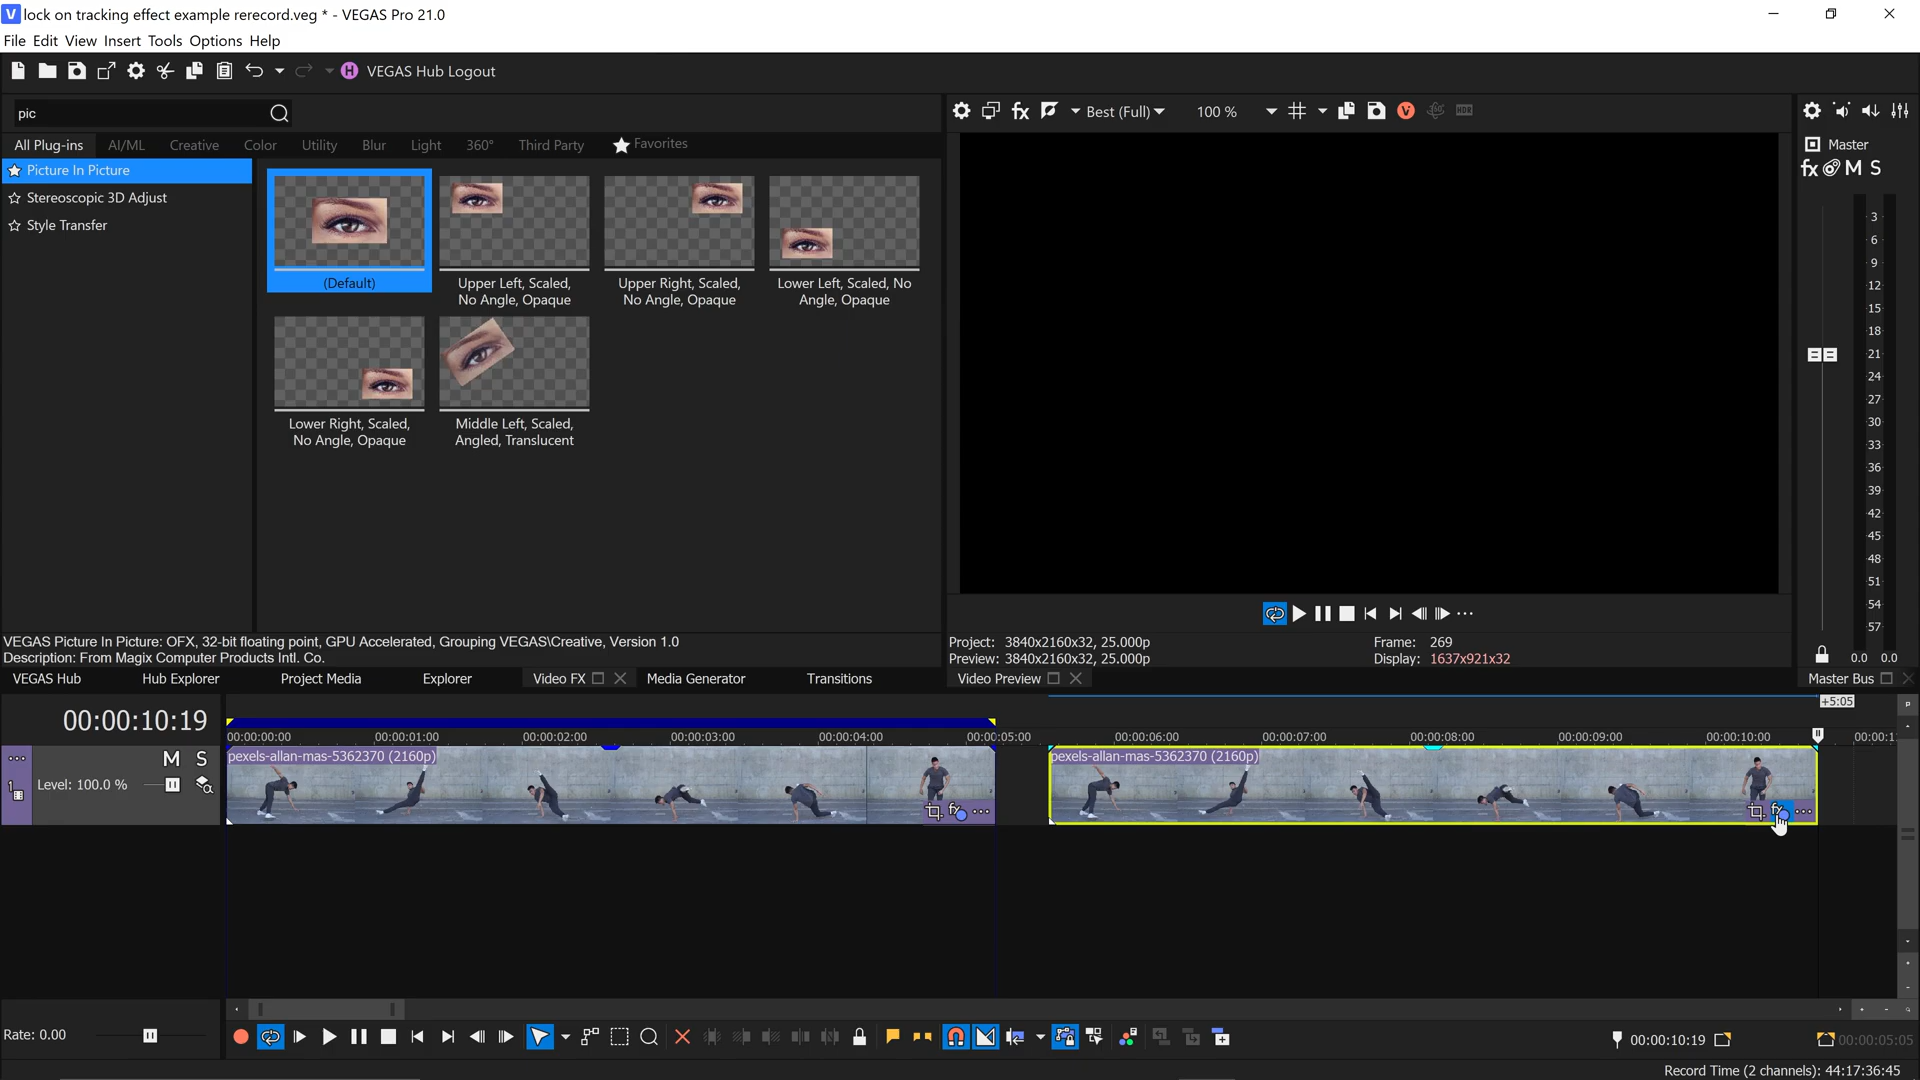 lock on tracking effect example rerecord.veg * - VEGAS Pro 21.0
File Edit View Insert Tools Options Help
VEGAS Hub Logout
pic
Best (Full) 100 %
All Plug-ins AI/ML Creative Color Utility Blur Light 360° Third Party Favorites
Master
fx M S
Picture In Picture
Stereoscopic 3D Adjust
Style Transfer
(Default)
Upper Left, Scaled,
No Angle, Opaque
Upper Right, Scaled,
No Angle, Opaque
Lower Left, Scaled, No
Angle, Opaque
Lower Right, Scaled,
No Angle, Opaque
Middle Left, Scaled,
Angled, Translucent
3
6
9
12
15
18
21
24
27
30
33
36
39
42
45
48
51
54
57
0.0 0.0
VEGAS Picture In Picture: OFX, 32-bit floating point, GPU Accelerated, Grouping VEGAS\Creative, Version 1.0
Description: From Magix Computer Products Intl. Co.
Project: 3840x2160x32, 25.000p
Preview: 3840x2160x32, 25.000p
Frame: 269
Display: 1637x921x32
VEGAS Hub Hub Explorer Project Media Explorer Video FX Media Generator Transitions
Video Preview
Master Bus
+5:05
00:00:10:19
00:00:00:00 00:00:01:00 00:00:02:00 00:00:03:00 00:00:04:00 00:00:05:00 00:00:06:00 00:00:07:00 00:00:08:00 00:00:09:00 00:00:10:00 00:00:1
M S
Level: 100.0 %
1
pexels-allan-mas-5362370 (2160p)
fx
pexels-allan-mas-5362370 (2160p)
fx
Rate: 0.00
00:00:10:19
00:00:05:05
Record Time (2 channels): 44:17:36:45